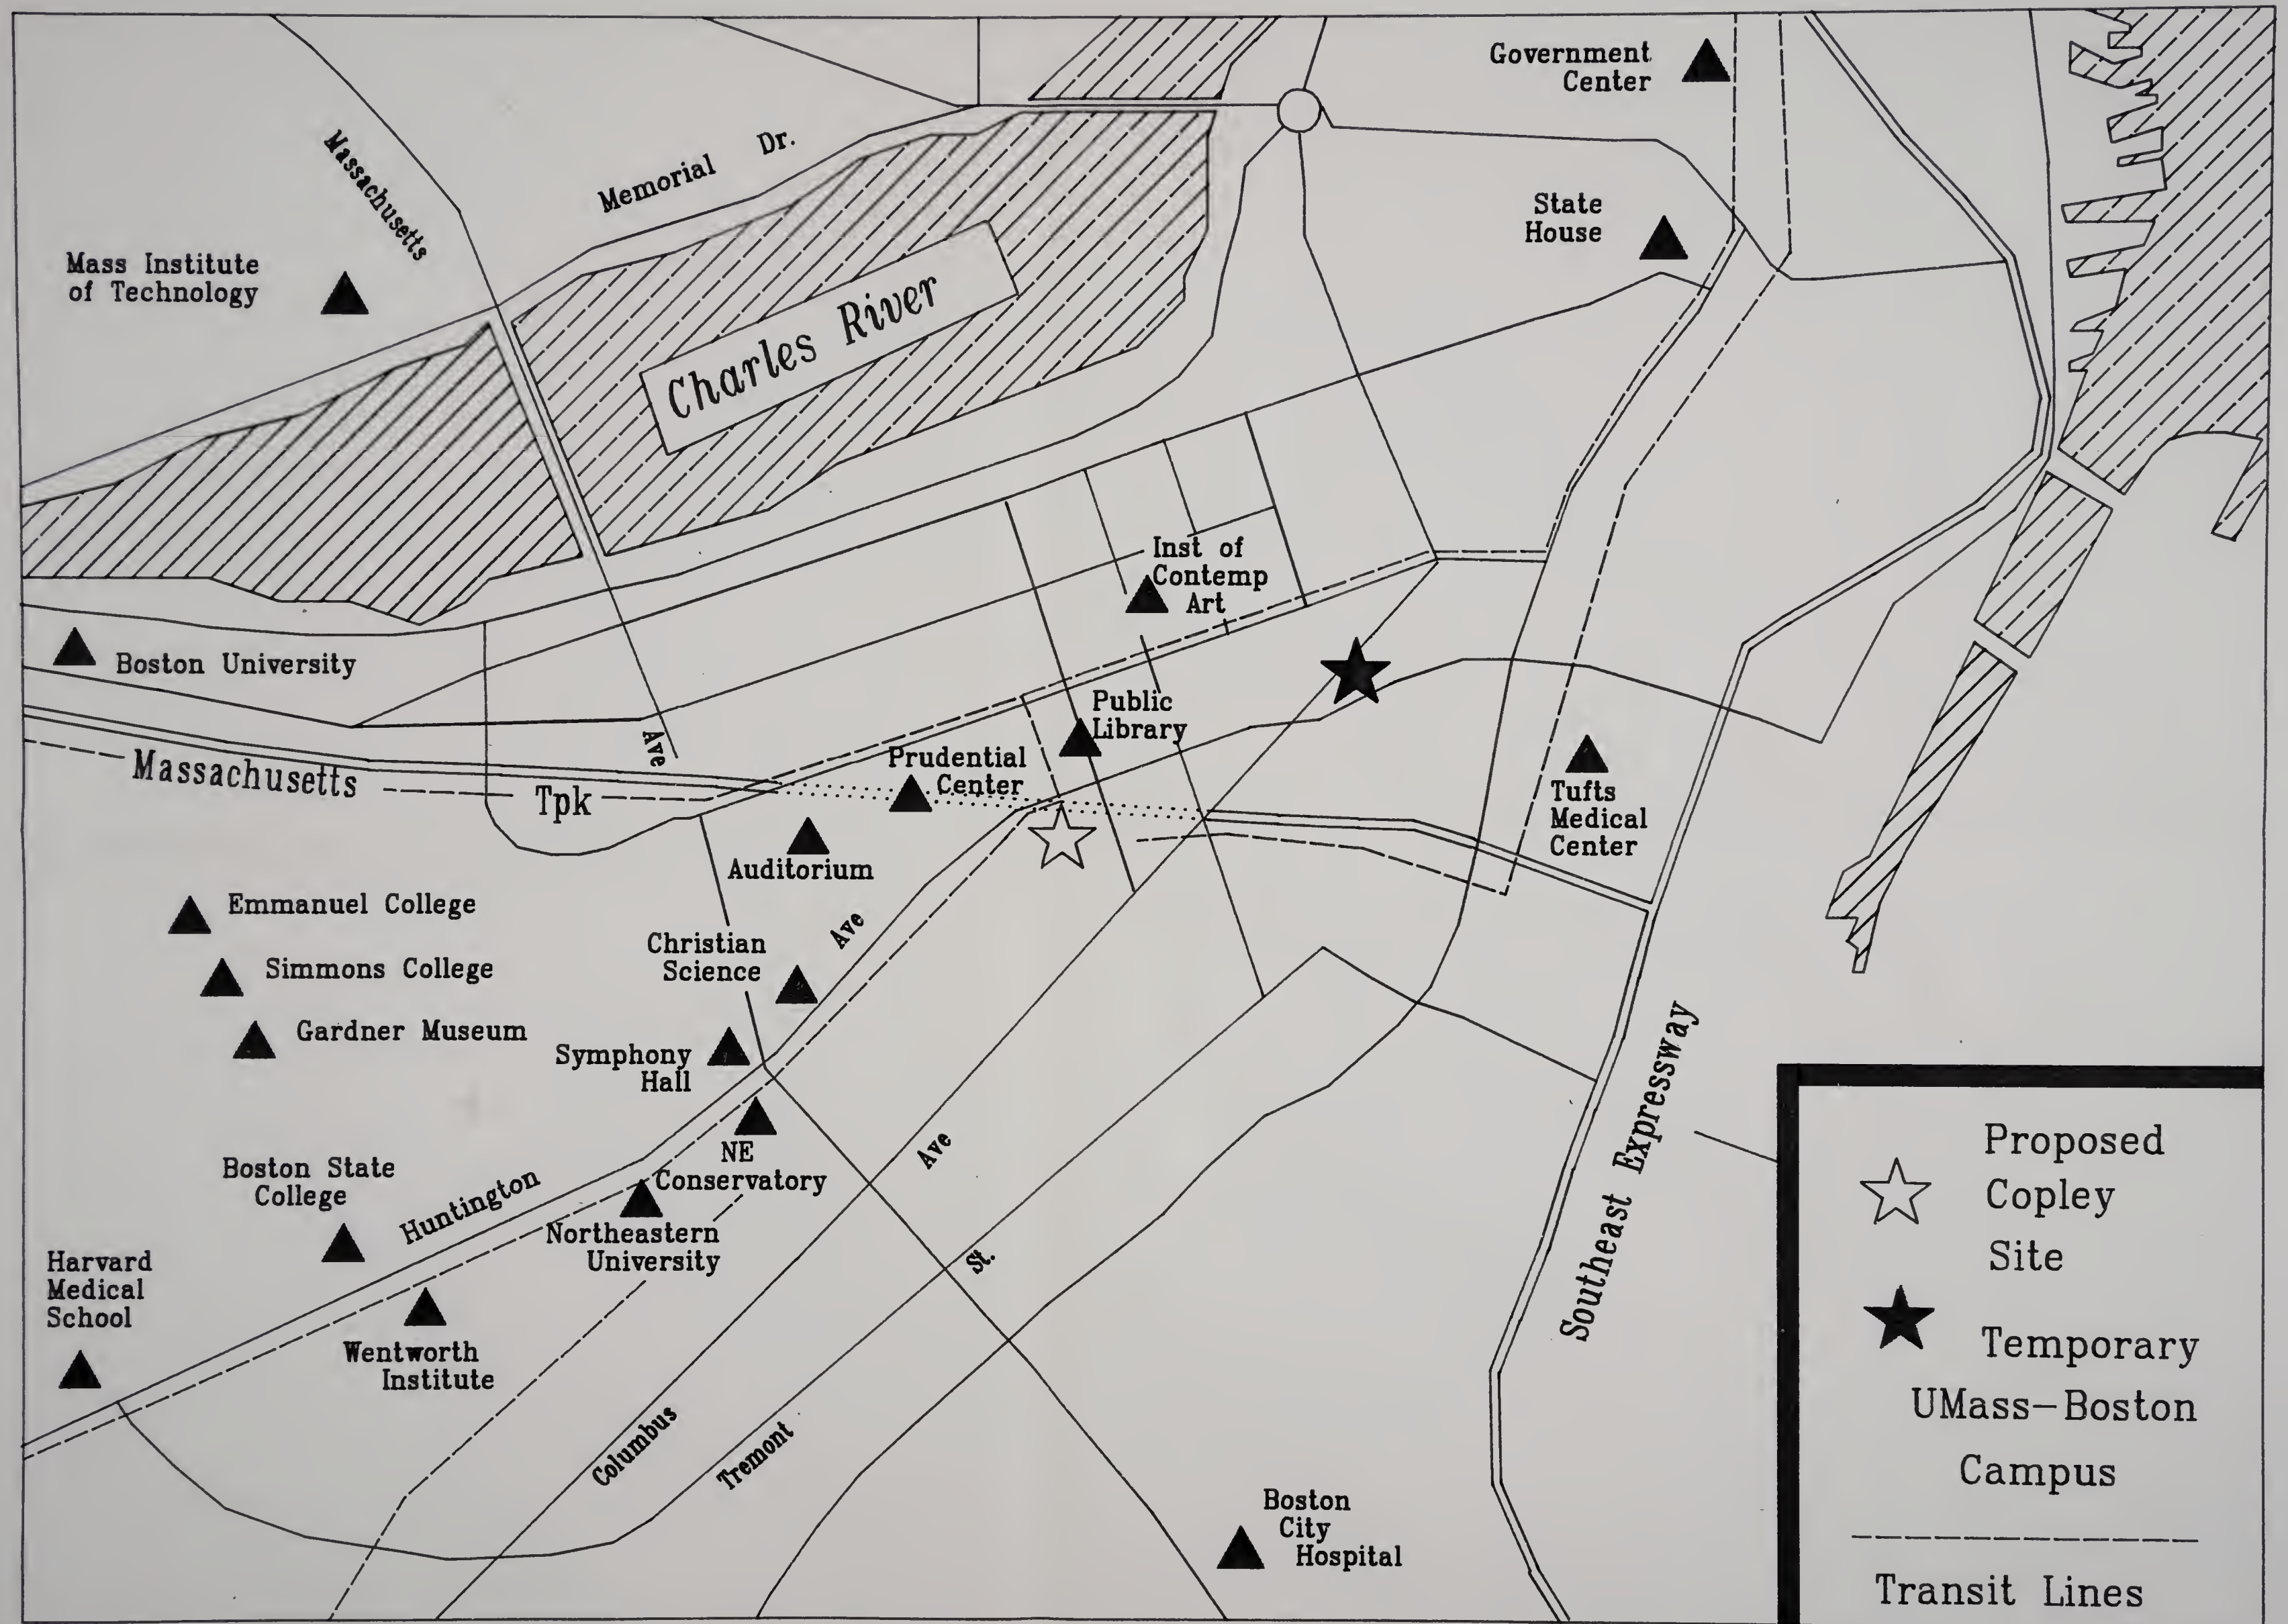 Government
Center
Massachusetts
Memorial Dr.
State
House
Mass Institute
of Technology
Charles River
Inst of
Contemp
Art
Boston University
Public
Library
Ave
Prudential
Center
Massachusetts
Tpk
Tufts
Medical
Center
Auditorium
Emmanuel College
Ave
Christian
Science
Simmons College
Gardner Museum
Symphony
Hall
Southeast Expressway
NE
Conservatory
Ave
Boston State
College
Huntington
Northeastern
University
St.
Harvard
Medical
School
Wentworth
Institute
Columbus
Tremont
Boston
City
Hospital
Proposed
Copley
Site
Temporary
UMass-Boston
Campus
Transit Lines